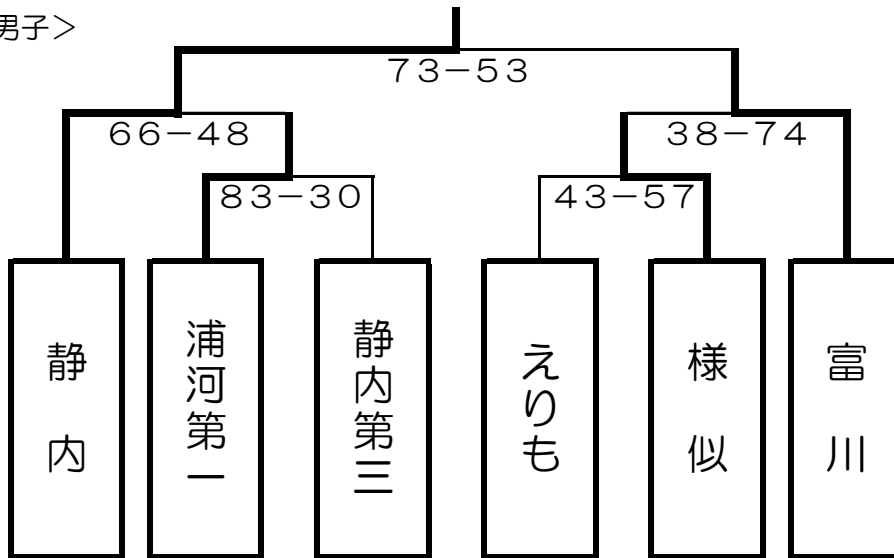 男子＞
７３−５３
６６−４８
３８−７４
８３−３０
４３−５７
静内
浦河第一
静内第三
えりも
様似
富川